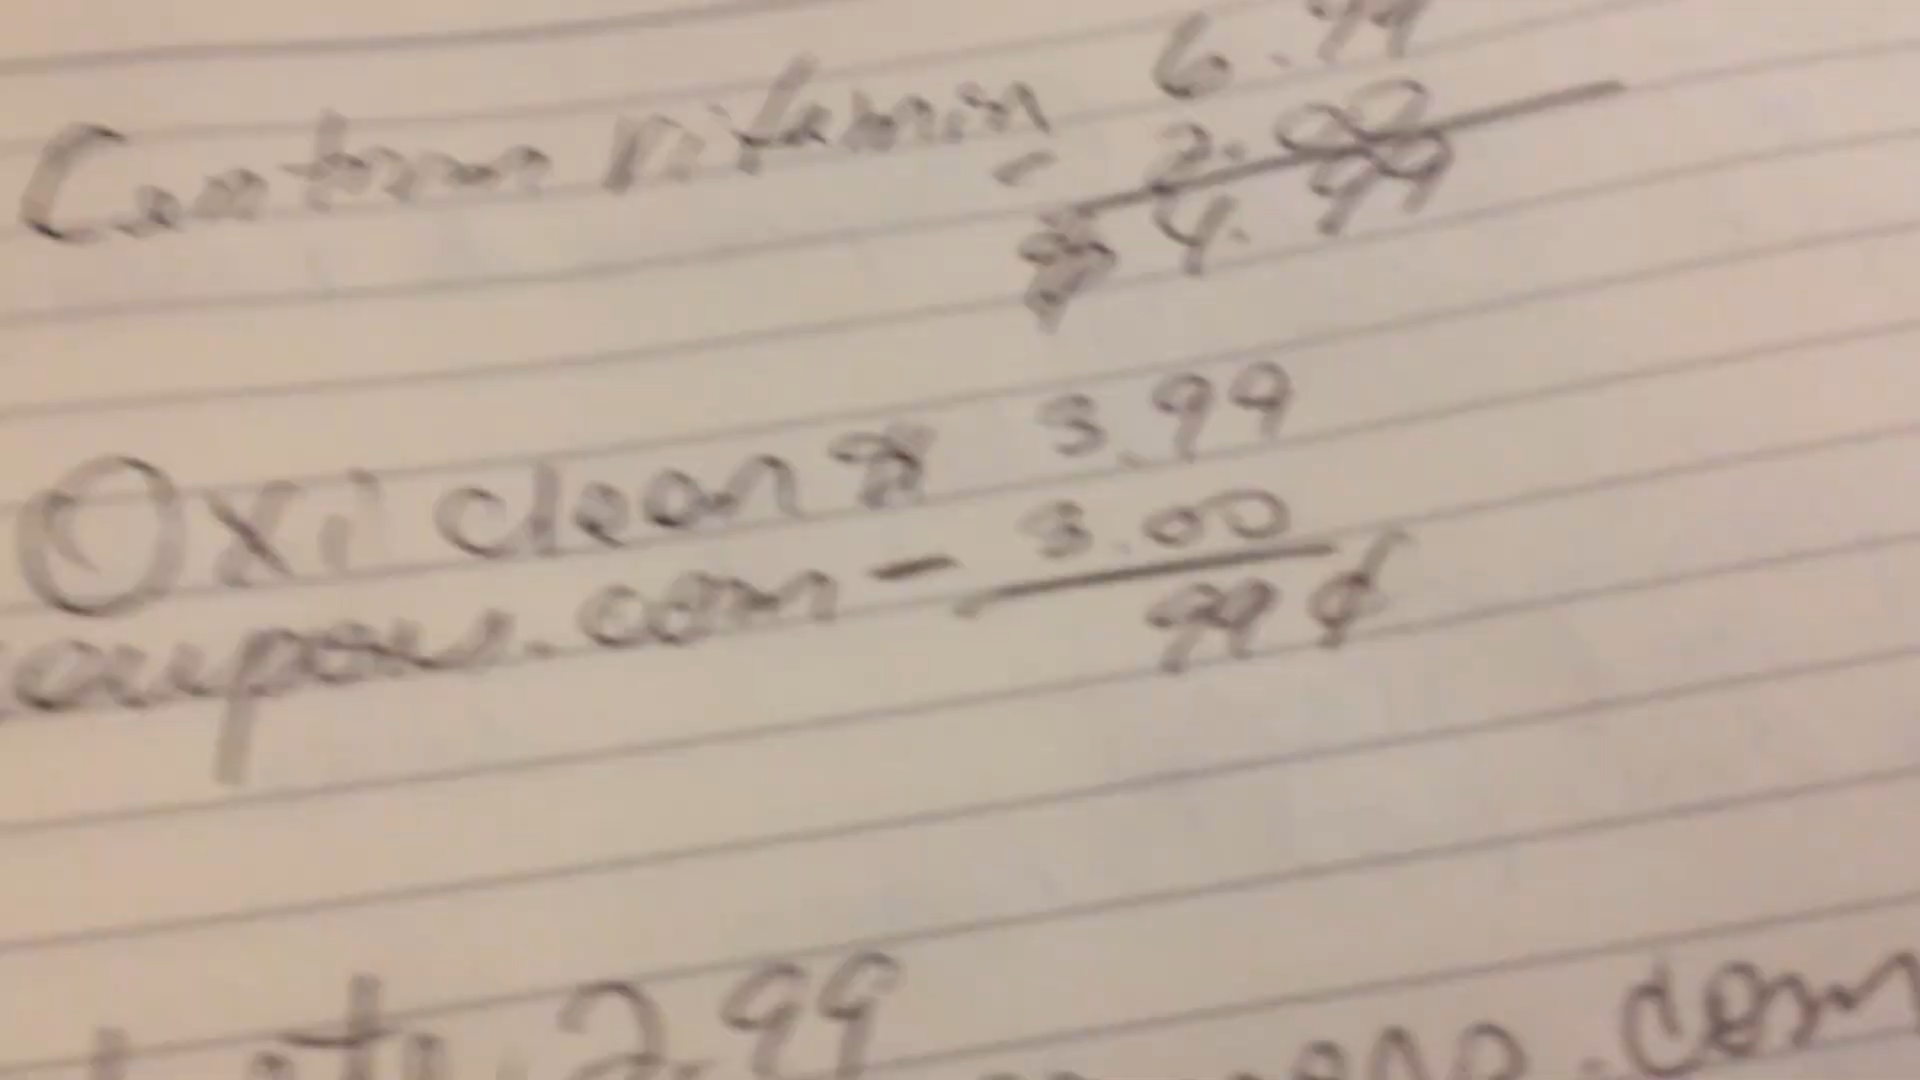 Centrum Vitamin 6.99
- 2.00
$ 4.99
Oxi clean $ 3.99
coupons.com - 3.00
99 ¢
2.99
.com